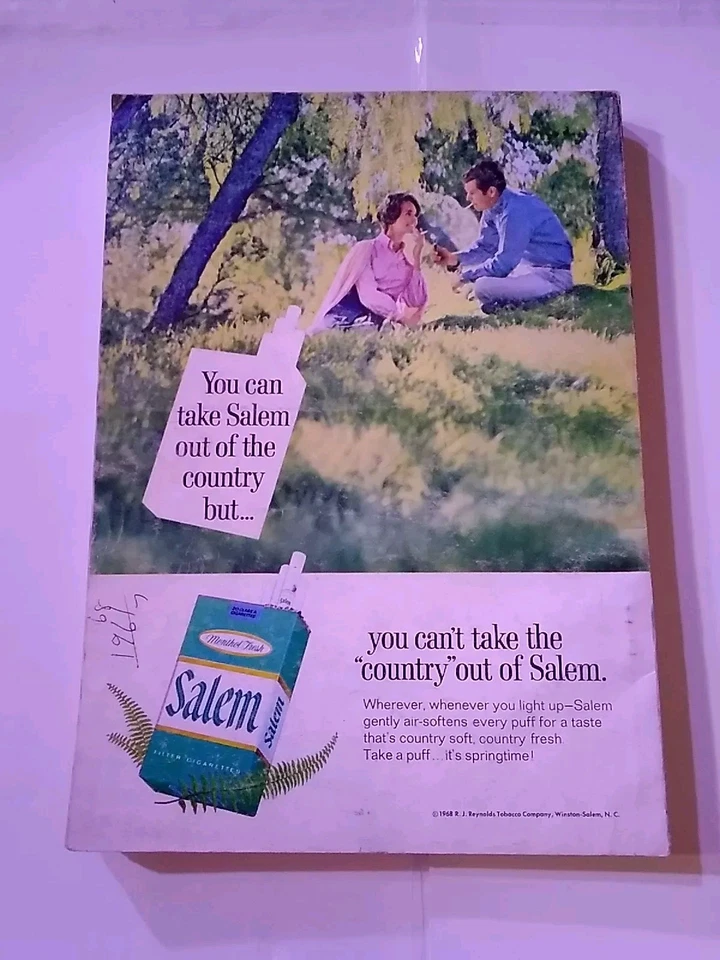 You can
take Salem
out of the
country
but...
Menthol Fresh
Salem
Salem
FILTER CIGARETTES
you can't take the
“country”out of Salem.
Wherever, whenever you light up—Salem
gently air-softens every puff for a taste
that's country soft, country fresh.
Take a puff...it's springtime!
©1968 R. J. Reynolds Tobacco Company, Winston-Salem, N. C.